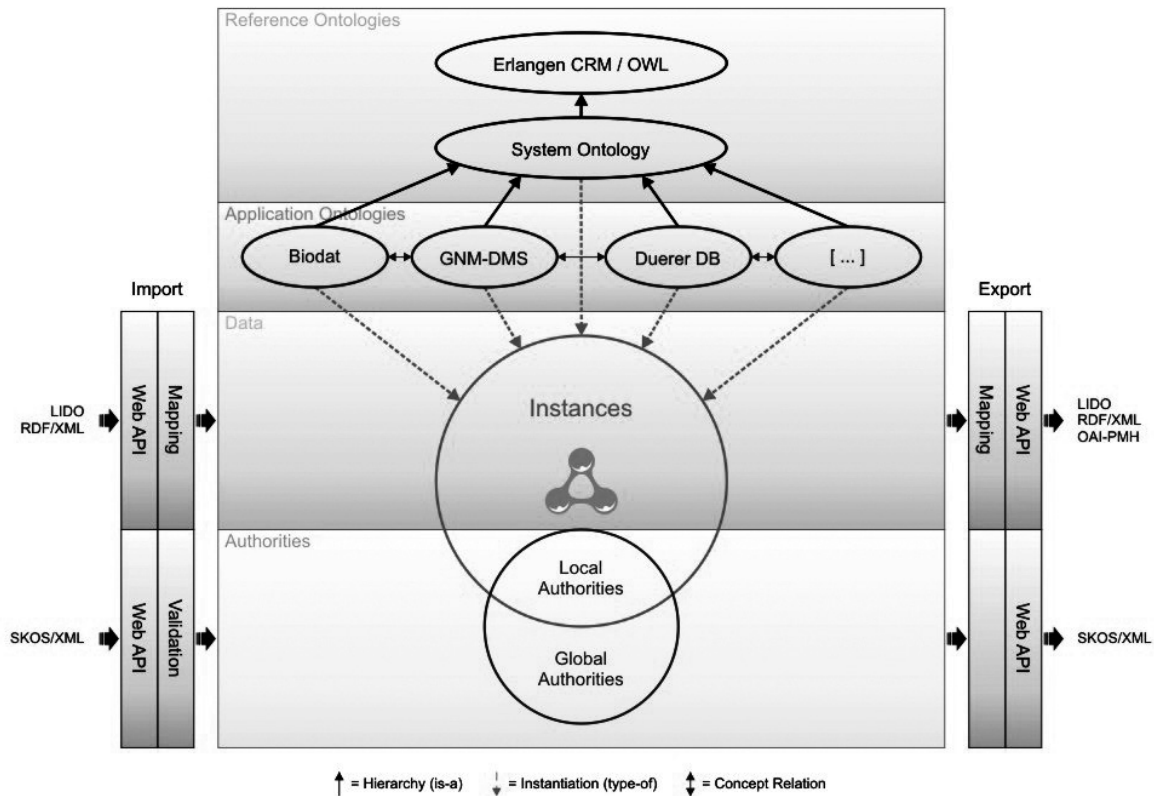 Reference Ontologies
Erlangen CRM / OWL
System Ontology
Application Ontologies
Biodat
GNM-DMS
Duerer DB
[ ... ]
Import
Export
Data
Web API
Mapping
LIDO
RDF/XML
Instances
Mapping
Web API
LIDO
RDF/XML
OAI-PMH
Authorities
Local
Authorities
Global
Authorities
SKOS/XML
Web API
Validation
Web API
SKOS/XML
= Hierarchy (is-a)
= Instantiation (type-of)
= Concept Relation